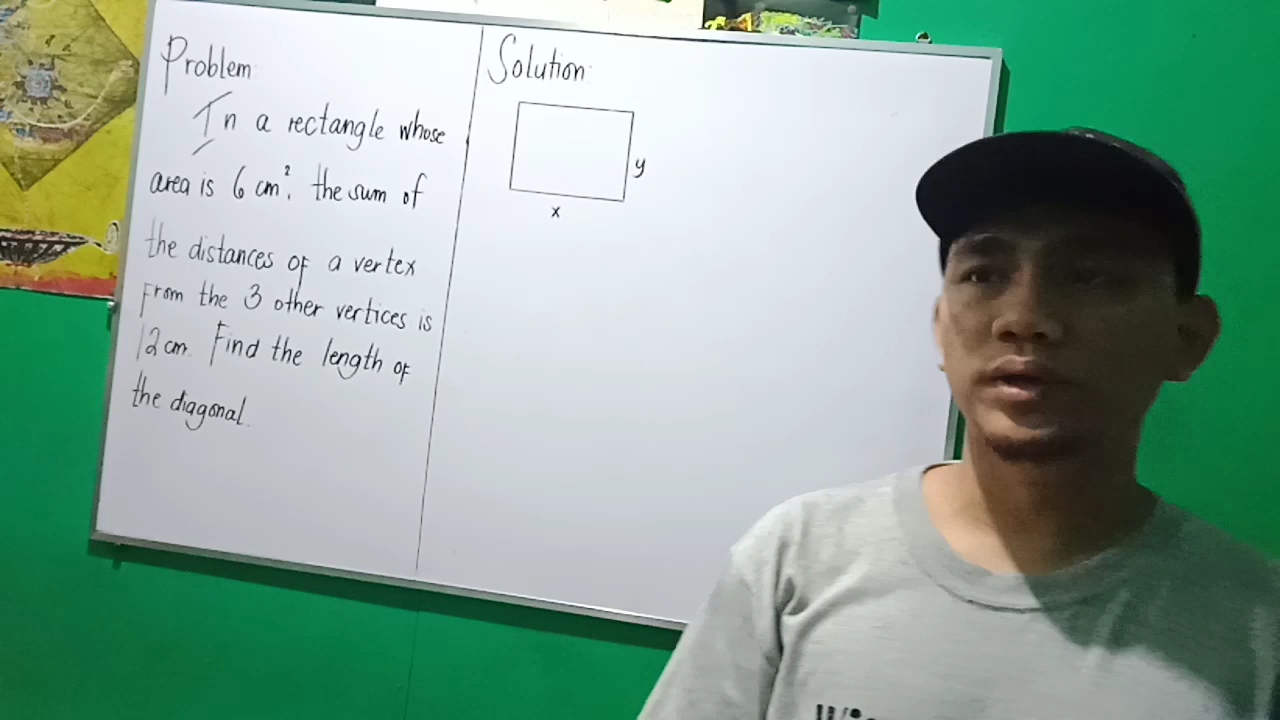 Problem:
In a rectangle whose
area is 6 cm². the sum of
the distances of a vertex
from the 3 other vertices is
12 cm. Find the length of
the diagonal.
Solution:
y
x